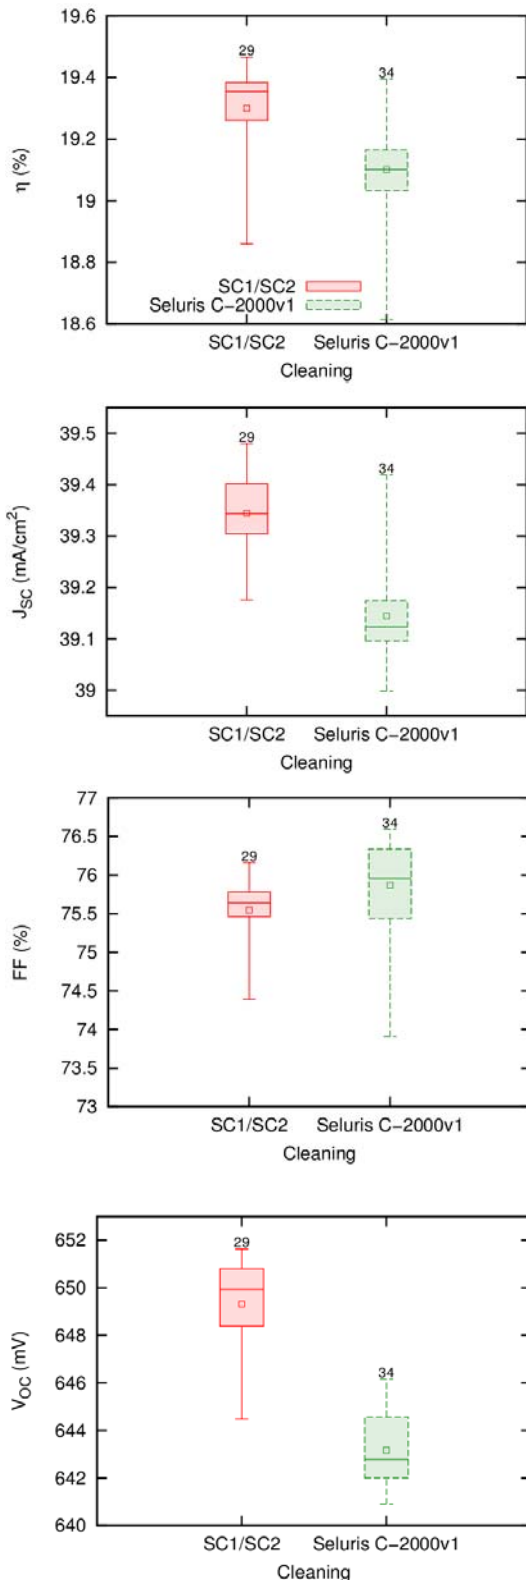 19.6
29
34
19.4
19.2
η (%)
19
18.8
SC1/SC2
Seluris C-2000v1
18.6
SC1/SC2 Seluris C-2000v1
Cleaning
39.5
29
34
39.4
39.3
JSC (mA/cm²)
39.2
39.1
39
SC1/SC2 Seluris C-2000v1
Cleaning
77
34
76.5
29
76
75.5
FF (%)
75
74.5
74
73.5
73
SC1/SC2 Seluris C-2000v1
Cleaning
652
29
650
648
VOC (mV)
646
34
644
642
640
SC1/SC2 Seluris C-2000v1
Cleaning